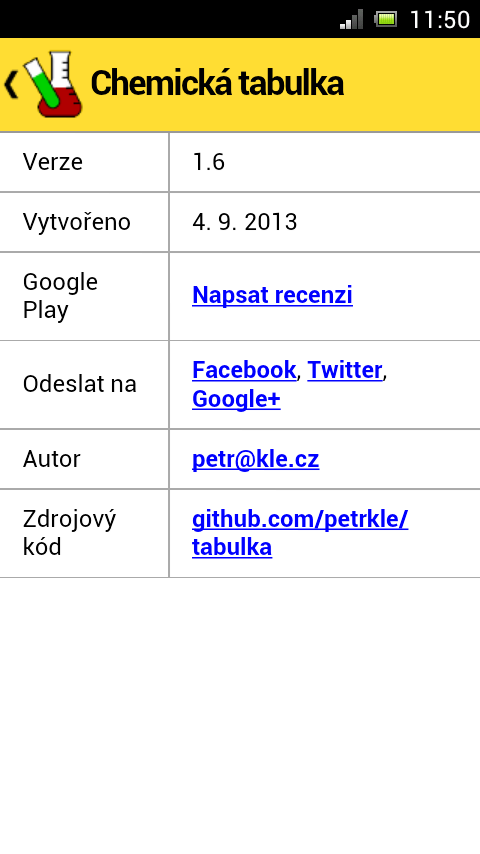 11:50
Chemická tabulka
Verze
1.6
Vytvořeno
4. 9. 2013
Google
Play
Napsat recenzi
Odeslat na
Facebook, Twitter,
Google+
Autor
petr@kle.cz
Zdrojový
kód
github.com/petrkle/
tabulka